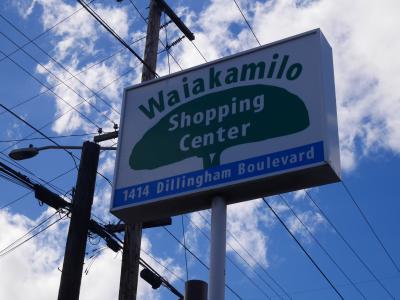 Waiakamilo
Shopping
Center
1414 Dillingham Boulevard